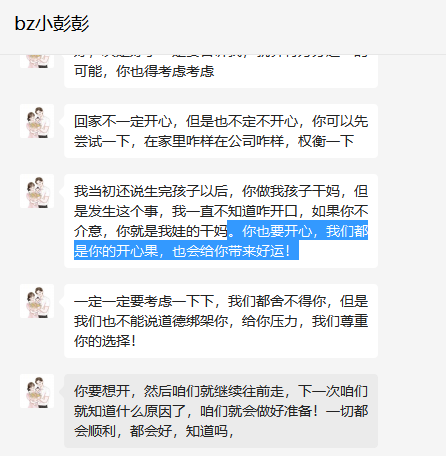 bz小彭彭
可能，你也得考虑考虑
回家不一定开心，但是也不定不开心，你可以先
尝试一下，在家里咋样在公司咋样，权衡一下
我当初还说生完孩子以后，你做我孩子干妈，但
是发生这个事，我一直不知道咋开口，如果你不
介意，你就是我娃的干妈。你也要开心，我们都
是你的开心果，也会给你带来好运！
一定一定要考虑一下下，我们都舍不得你，但是
我们也不能说道德绑架你，给你压力，我们尊重
你的选择！
你要想开，然后咱们就继续往前走，下一次咱们
就知道什么原因了，咱们就会做好准备！一切都
会顺利，都会好，知道吗，